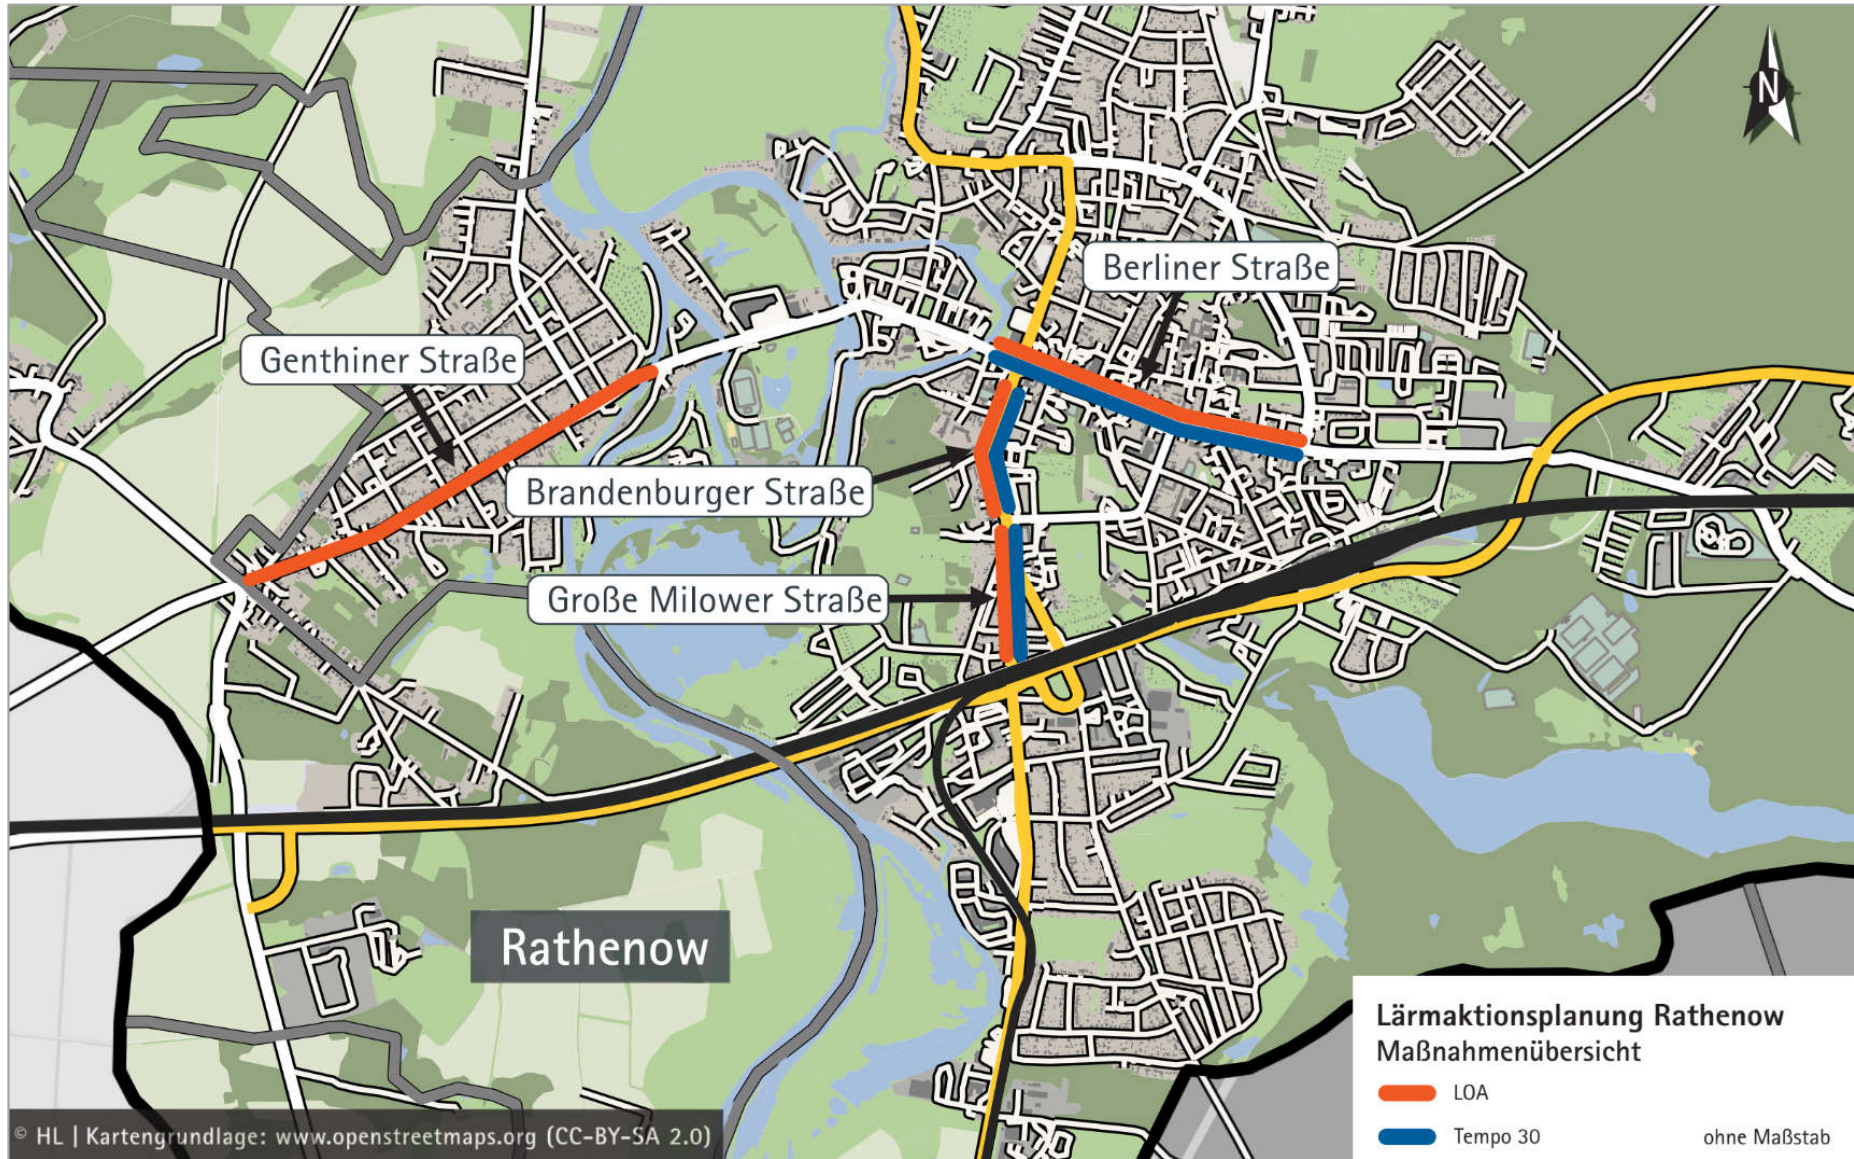 N
Berliner Straße
Genthiner Straße
Brandenburger Straße
Große Milower Straße
Rathenow
Lärmaktionsplanung Rathenow
Maßnahmenübersicht
LOA
Tempo 30
ohne Maßstab
© HL | Kartengrundlage: www.openstreetmaps.org (CC-BY-SA 2.0)